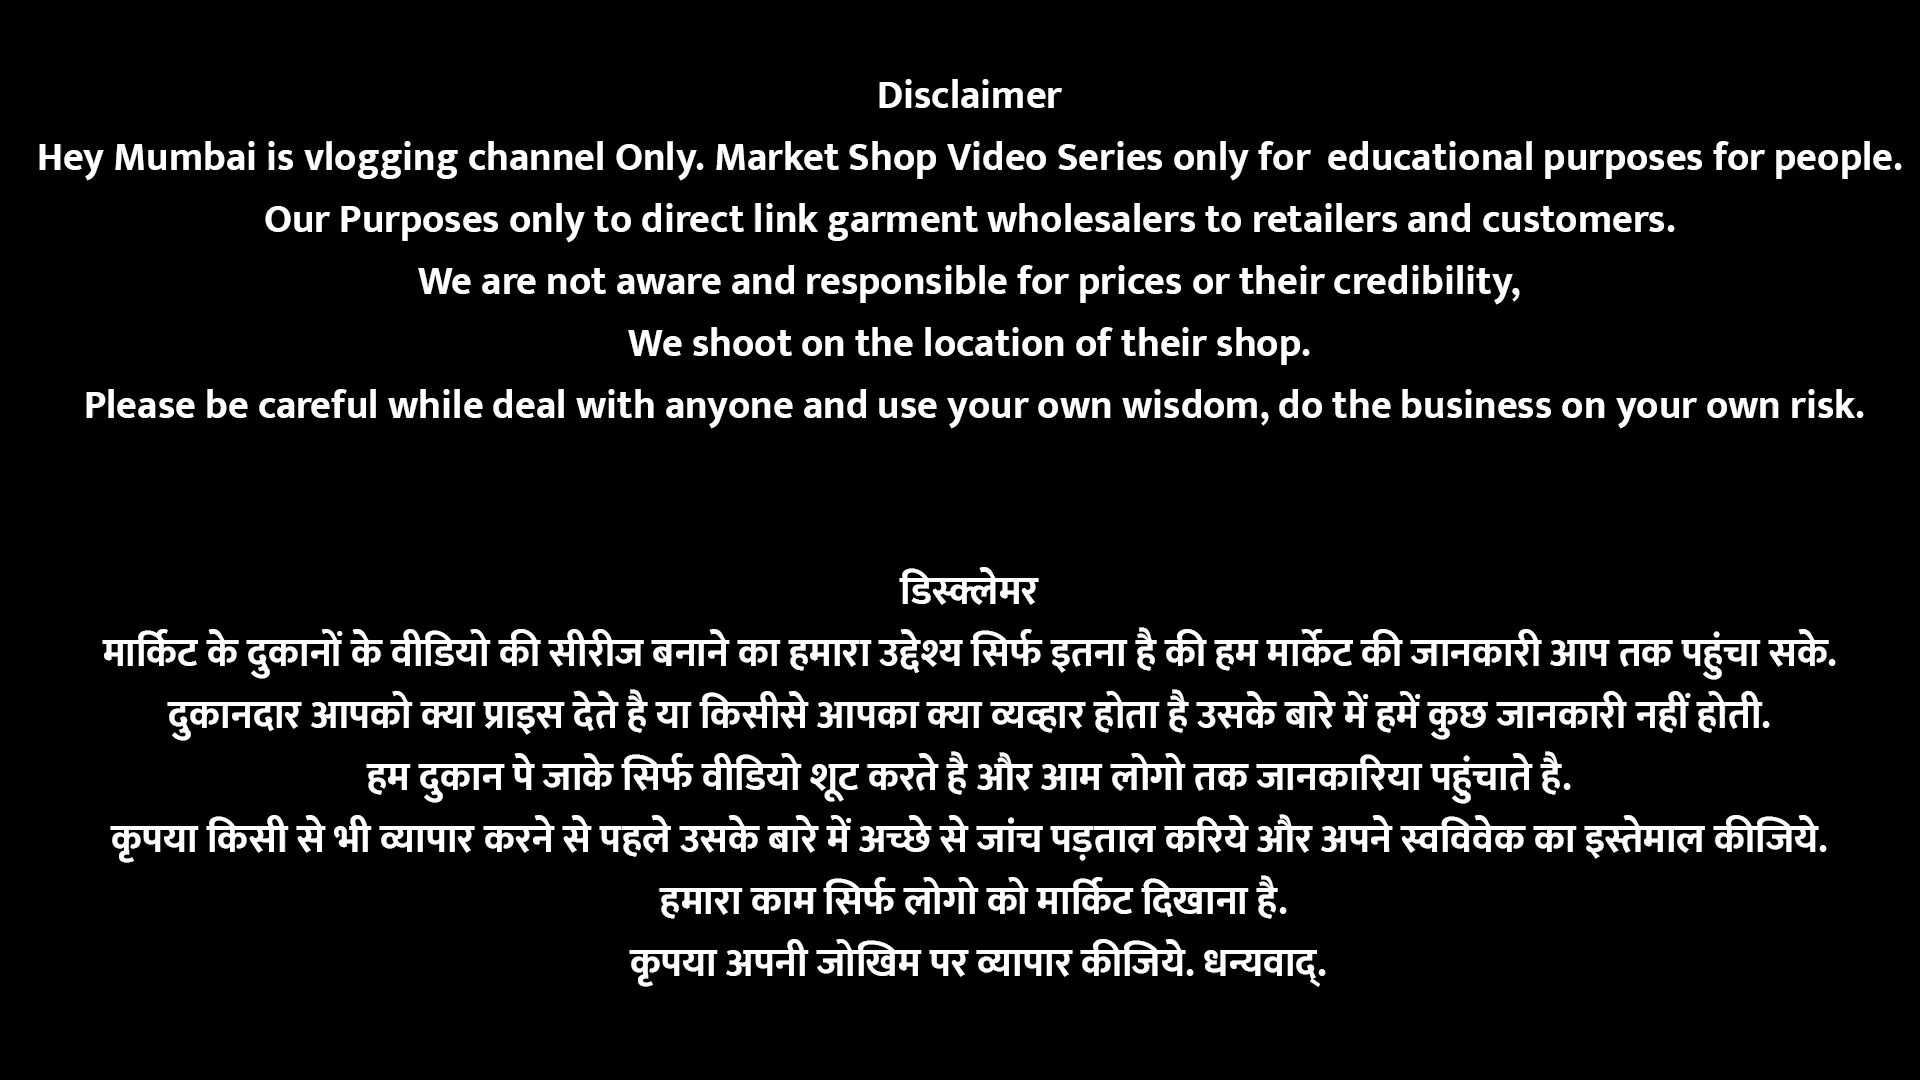 Disclaimer
Hey Mumbai is vlogging channel Only. Market Shop Video Series only for  educational purposes for people.
Our Purposes only to direct link garment wholesalers to retailers and customers.
We are not aware and responsible for prices or their credibility,
We shoot on the location of their shop.
Please be careful while deal with anyone and use your own wisdom, do the business on your own risk.
डिस्क्लेमर
मार्किट के दुकानों के वीडियो की सीरीज बनाने का हमारा उद्देश्य सिर्फ इतना है की हम मार्केट की जानकारी आप तक पहुंचा सके.
दुकानदार आपको क्या प्राइस देते है या किसीसे आपका क्या व्यव्हार होता है उसके बारे में हमें कुछ जानकारी नहीं होती.
हम दुकान पे जाके सिर्फ वीडियो शूट करते है और आम लोगो तक जानकारिया पहुंचाते है.
कृपया किसी से भी व्यापार करने से पहले उसके बारे में अच्छे से जांच पड़ताल करिये और अपने स्वविवेक का इस्तेमाल कीजिये.
हमारा काम सिर्फ लोगो को मार्किट दिखाना है.
कृपया अपनी जोखिम पर व्यापार कीजिये. धन्यवाद्.